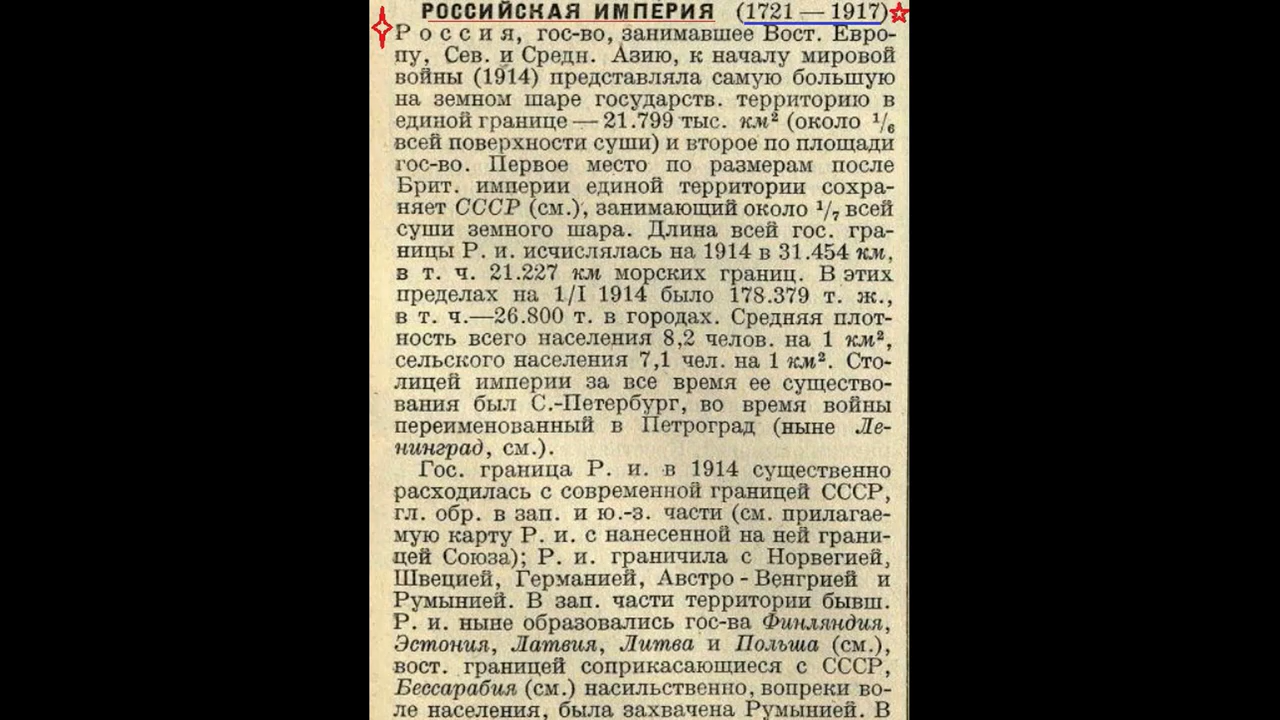 РОССИЙСКАЯ ИМПЕРИЯ (1721 — 1917)
Россия, гос-во, занимавшее Вост. Евро-
пу, Сев. и Средн. Азию, к началу мировой
войны (1914) представляла самую большую
на земном шаре государств. территорию в
единой границе — 21.799 тыс. км² (около ¹/₆
всей поверхности суши) и второе по площади
гос-во. Первое место по размерам после
Брит. империи единой территории сохра-
няет СССР (см.), занимающий около ¹/₇ всей
суши земного шара. Длина всей гос. гра-
ницы Р. и. исчислялась на 1914 в 31.454 км,
в т. ч. 21.227 км морских границ. В этих
пределах на 1/I 1914 было 178.379 т. ж.,
в т. ч.—26.800 т. в городах. Средняя плот-
ность всего населения 8,2 челов. на 1 км²,
сельского населения 7,1 чел. на 1 км². Сто-
лицей империи за все время ее существо-
вания был С.-Петербург, во время войны
переименованный в Петроград (ныне Ле-
нинград, см.).
Гос. граница Р. и. в 1914 существенно
расходилась с современной границей СССР,
гл. обр. в зап. и ю.-з. части (см. прилагае-
мую карту Р. и. с нанесенной на ней грани-
цей Союза); Р. и. граничила с Норвегией,
Швецией, Германией, Австро-Венгрией и
Румынией. В зап. части территории бывш.
Р. и. ныне образовались гос-ва Финляндия,
Эстония, Латвия, Литва и Польша (см.),
вост. границей соприкасающиеся с СССР,
Бессарабия (см.) насильственно, вопреки во-
ле населения, была захвачена Румынией. В